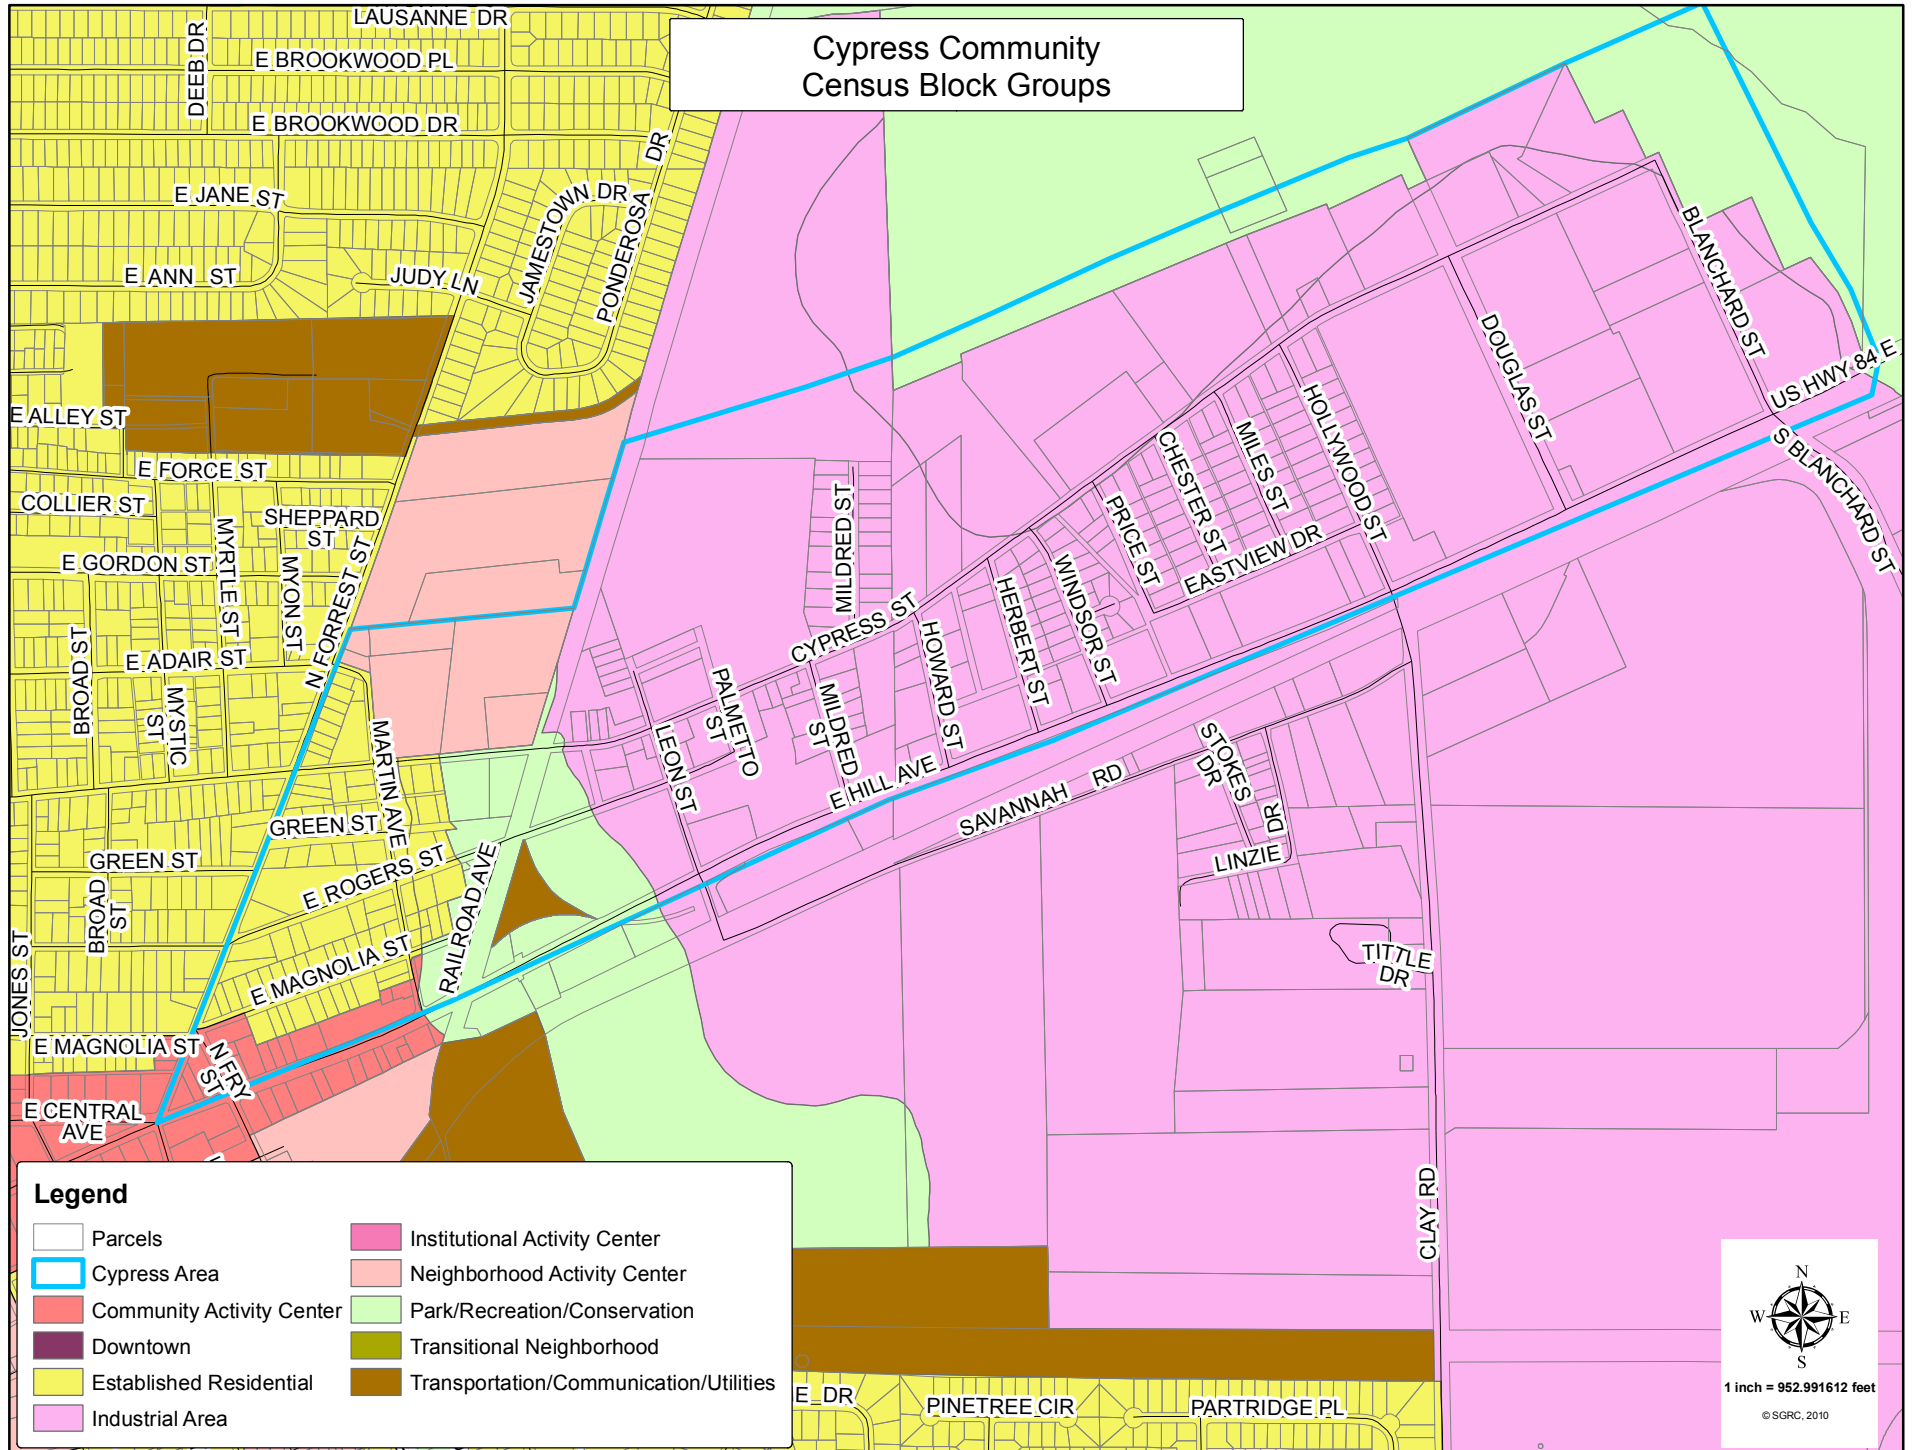 Cypress Community
Census Block Groups
LAUSANNE DR
DEEB DR
E BROOKWOOD PL
E BROOKWOOD DR
E JANE ST
E ANN ST
JUDY LN
JAMESTOWN DR
PONDEROSA DR
E ALLEY ST
E FORCE ST
COLLIER ST
SHEPPARD
ST
E GORDON ST
MYRTLE ST
MYON ST
N FORREST ST
BROAD ST
E ADAIR ST
MYSTIC
ST
MARTIN AVE
GREEN ST
GREEN ST
BROAD
ST
E ROGERS ST
RAILROAD AVE
E MAGNOLIA ST
JONES ST
E MAGNOLIA ST
N FRY
ST
E CENTRAL
AVE
MILDRED ST
CYPRESS ST
PALMETTO
ST
LEON ST
MILDRED
ST
HOWARD ST
HERBERT ST
WINDSOR ST
PRICE ST
CHESTER ST
MILES ST
HOLLYWOOD ST
EASTVIEW DR
DOUGLAS ST
BLANCHARD ST
US HWY 84 E
S BLANCHARD ST
E HILL AVE
SAVANNAH RD
STOKES
DR
LINZIE DR
TITTLE
DR
CLAY RD
E DR
PINETREE CIR
PARTRIDGE PL
Legend
Parcels
Cypress Area
Community Activity Center
Downtown
Established Residential
Industrial Area
Institutional Activity Center
Neighborhood Activity Center
Park/Recreation/Conservation
Transitional Neighborhood
Transportation/Communication/Utilities
N
W E
S
1 inch = 952.991612 feet
© SGRC, 2010